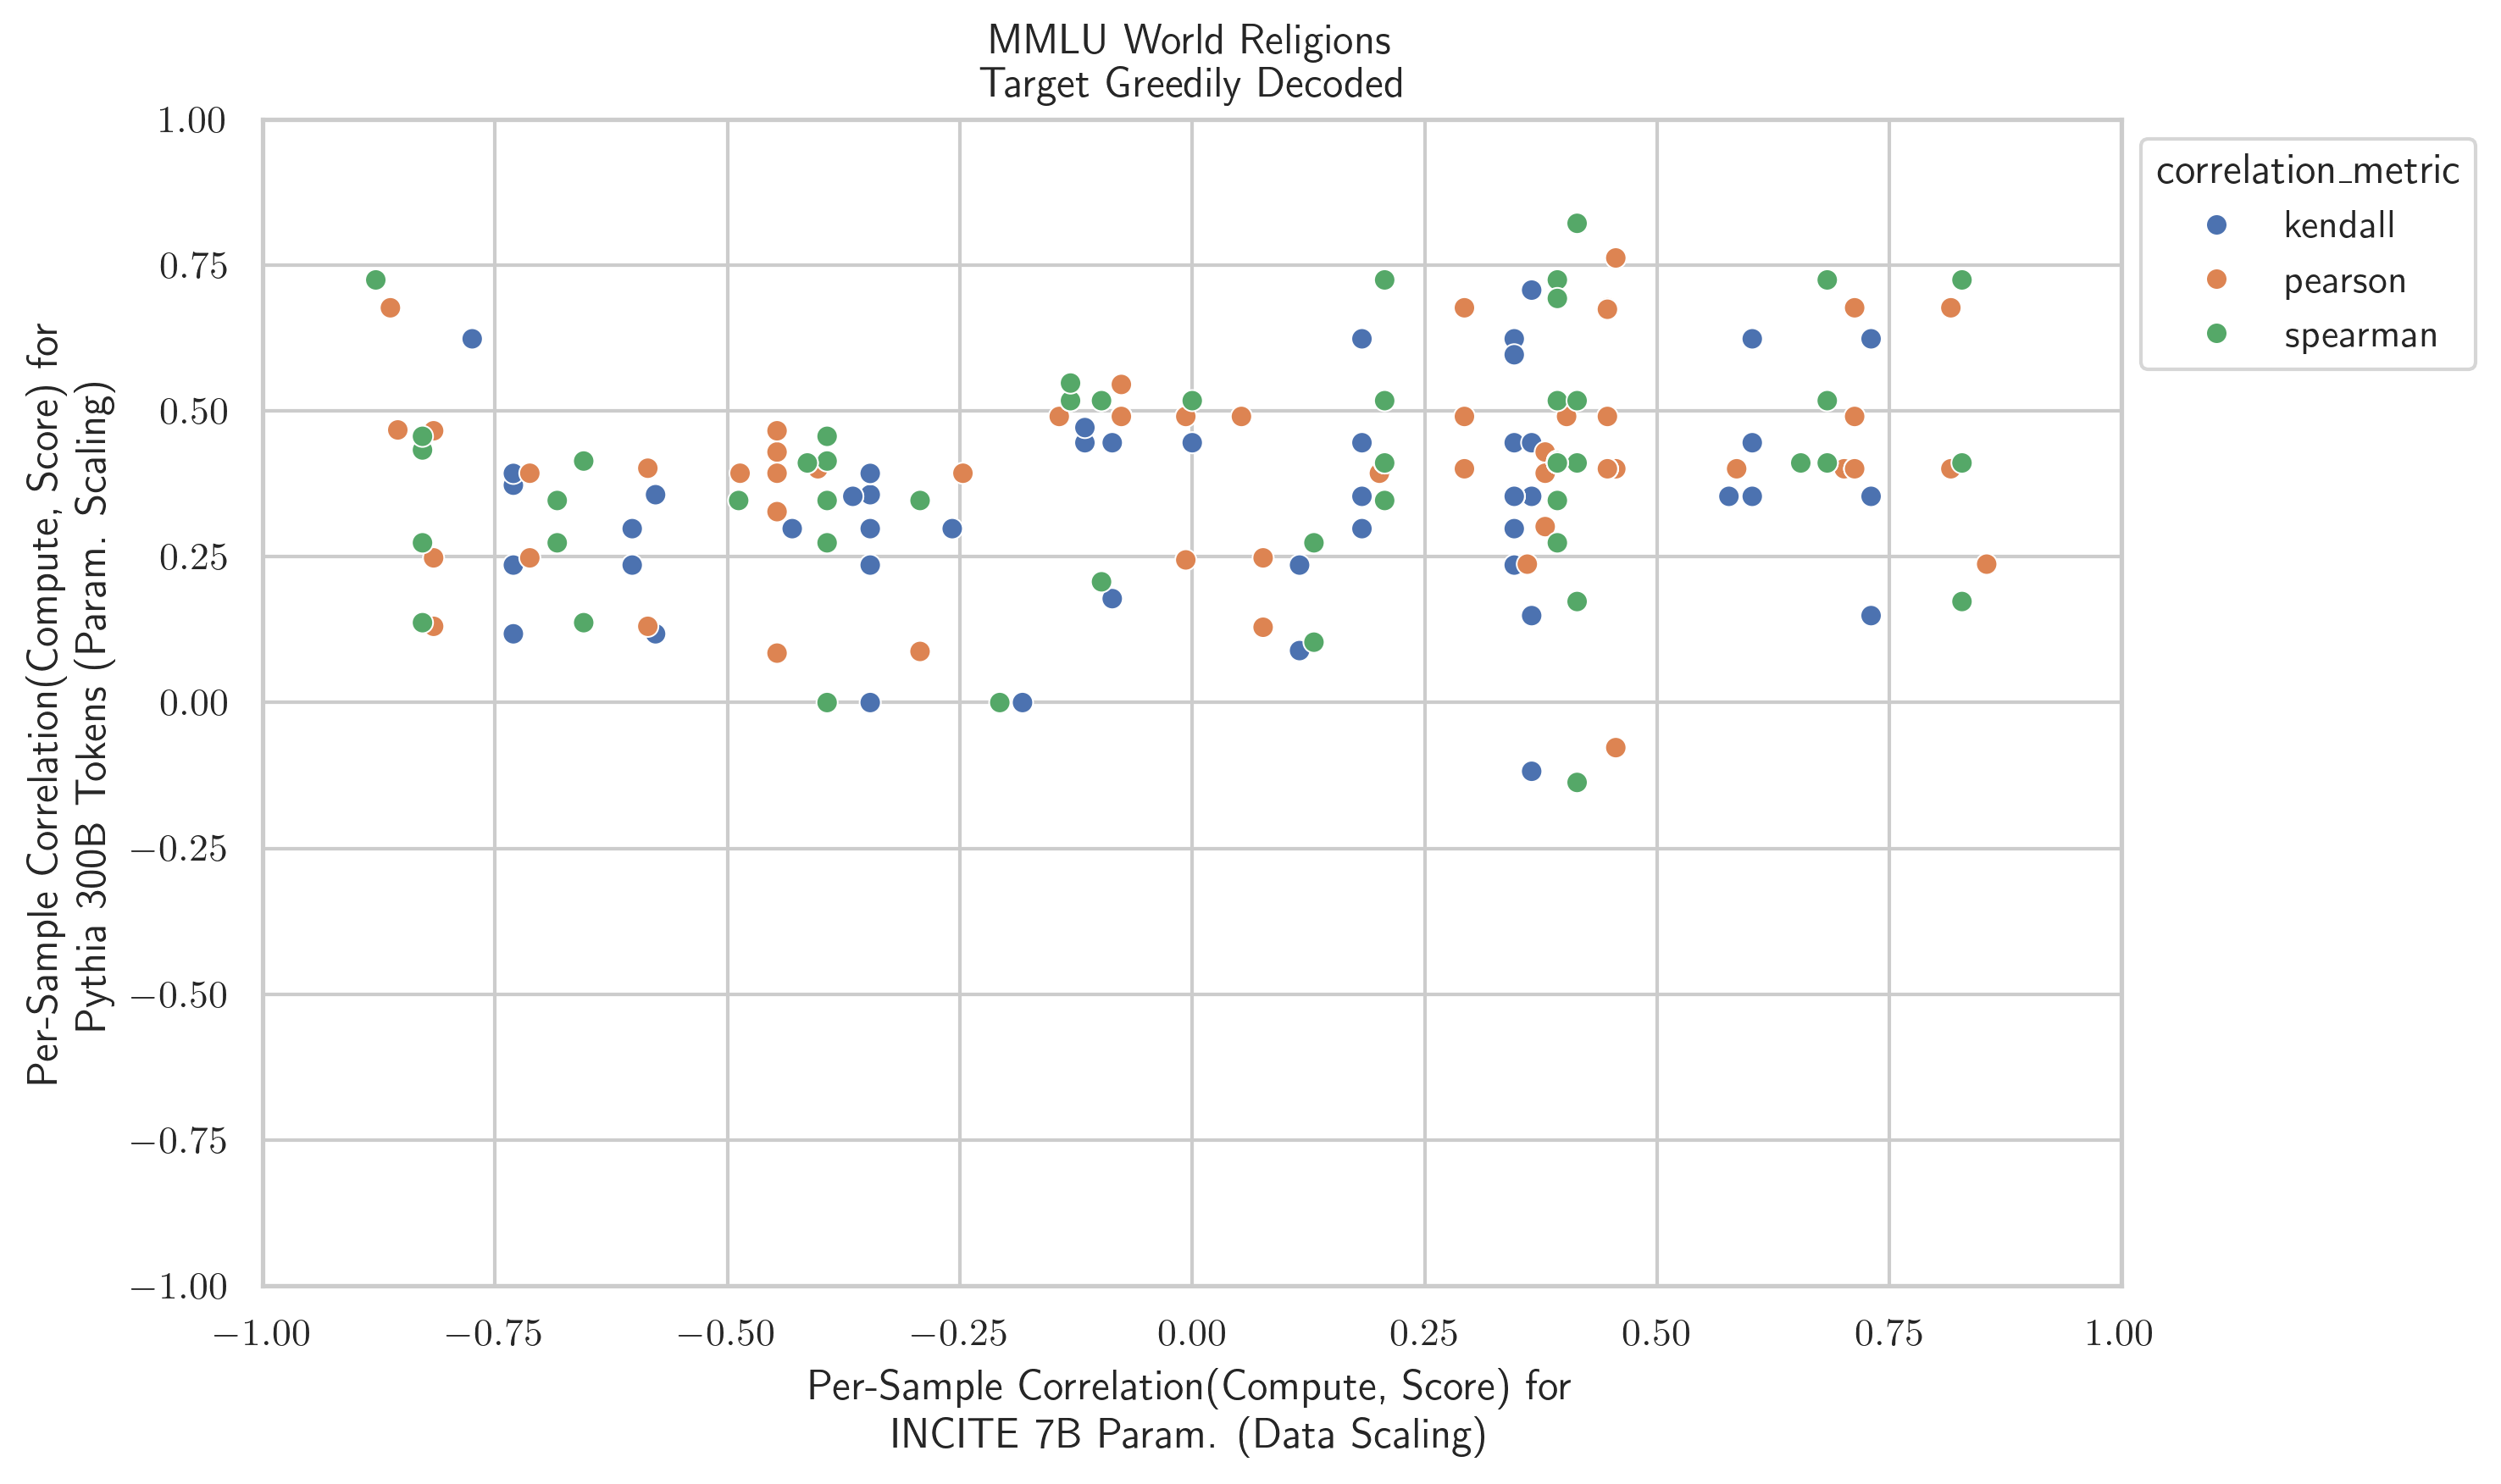 MMLU World Religions
Target Greedily Decoded
Per-Sample Correlation(Compute, Score) for
Pythia 300B Tokens (Param. Scaling)
1.00
0.75
0.50
0.25
0.00
−0.25
−0.50
−0.75
−1.00
−1.00
−0.75
−0.50
−0.25
0.00
0.25
0.50
0.75
1.00
Per-Sample Correlation(Compute, Score) for
INCITE 7B Param. (Data Scaling)
correlation_metric
kendall
pearson
spearman